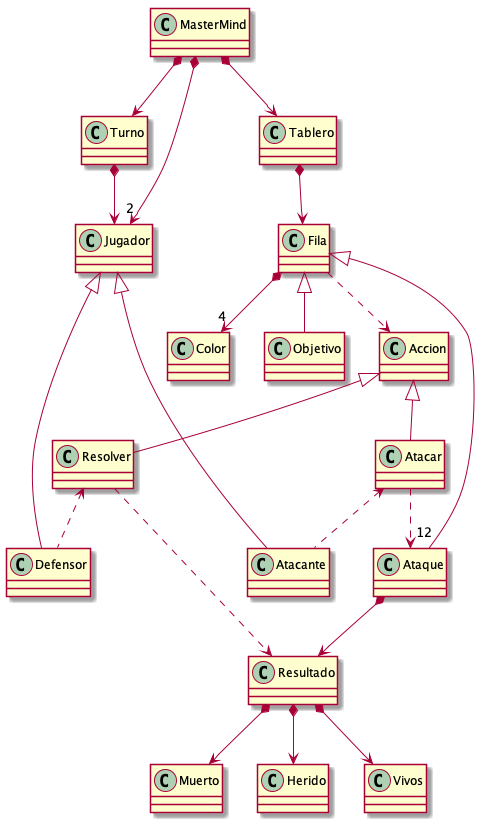 C MasterMind
C Turno
C Tablero
2
C Jugador
C Fila
4
C Color
C Objetivo
C Accion
C Resolver
C Atacar
12
C Defensor
C Atacante
C Ataque
C Resultado
C Muerto
C Herido
C Vivos